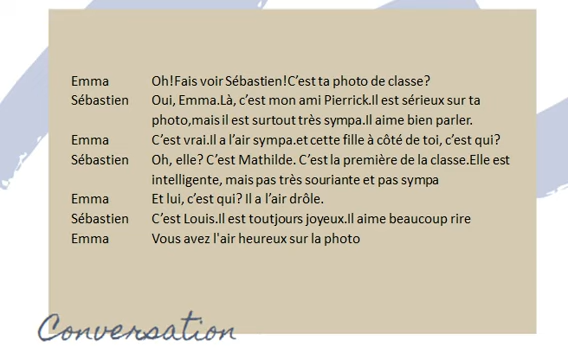 Emma Oh!Fais voir Sébastien!C’est ta photo de classe?
Sébastien Oui, Emma.Là, c’est mon ami Pierrick.Il est sérieux sur ta
photo,mais il est surtout très sympa.Il aime bien parler.
Emma C’est vrai.Il a l’air sympa.et cette fille à côté de toi, c’est qui?
Sébastien Oh, elle? C’est Mathilde. C’est la première de la classe.Elle est
intelligente, mais pas très souriante et pas sympa
Emma Et lui, c’est qui? Il a l’air drôle.
Sébastien C’est Louis.Il est toutjours joyeux.Il aime beaucoup rire
Emma Vous avez l'air heureux sur la photo
Conversation